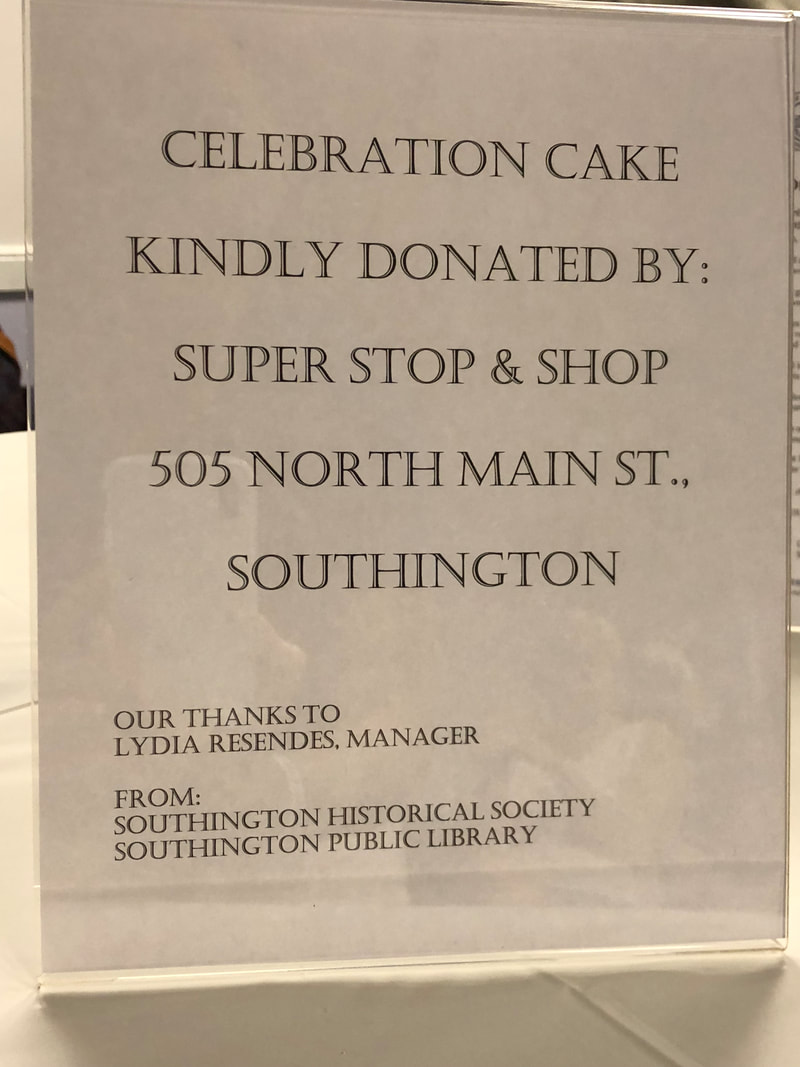 CELEBRATION CAKE
KINDLY DONATED BY:
SUPER STOP & SHOP
505 NORTH MAIN ST.,
SOUTHINGTON
OUR THANKS TO
LYDIA RESENDES, MANAGER
FROM:
SOUTHINGTON HISTORICAL SOCIETY
SOUTHINGTON PUBLIC LIBRARY